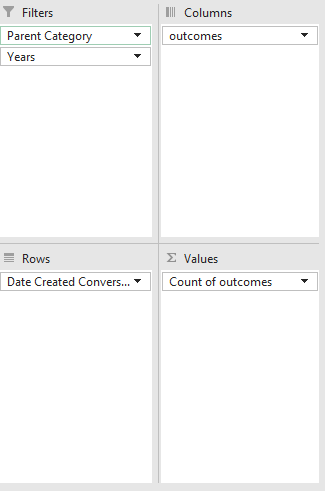 Filters
Columns
Parent Category
outcomes
Years
Rows
Values
Date Created Convers...
Count of outcomes